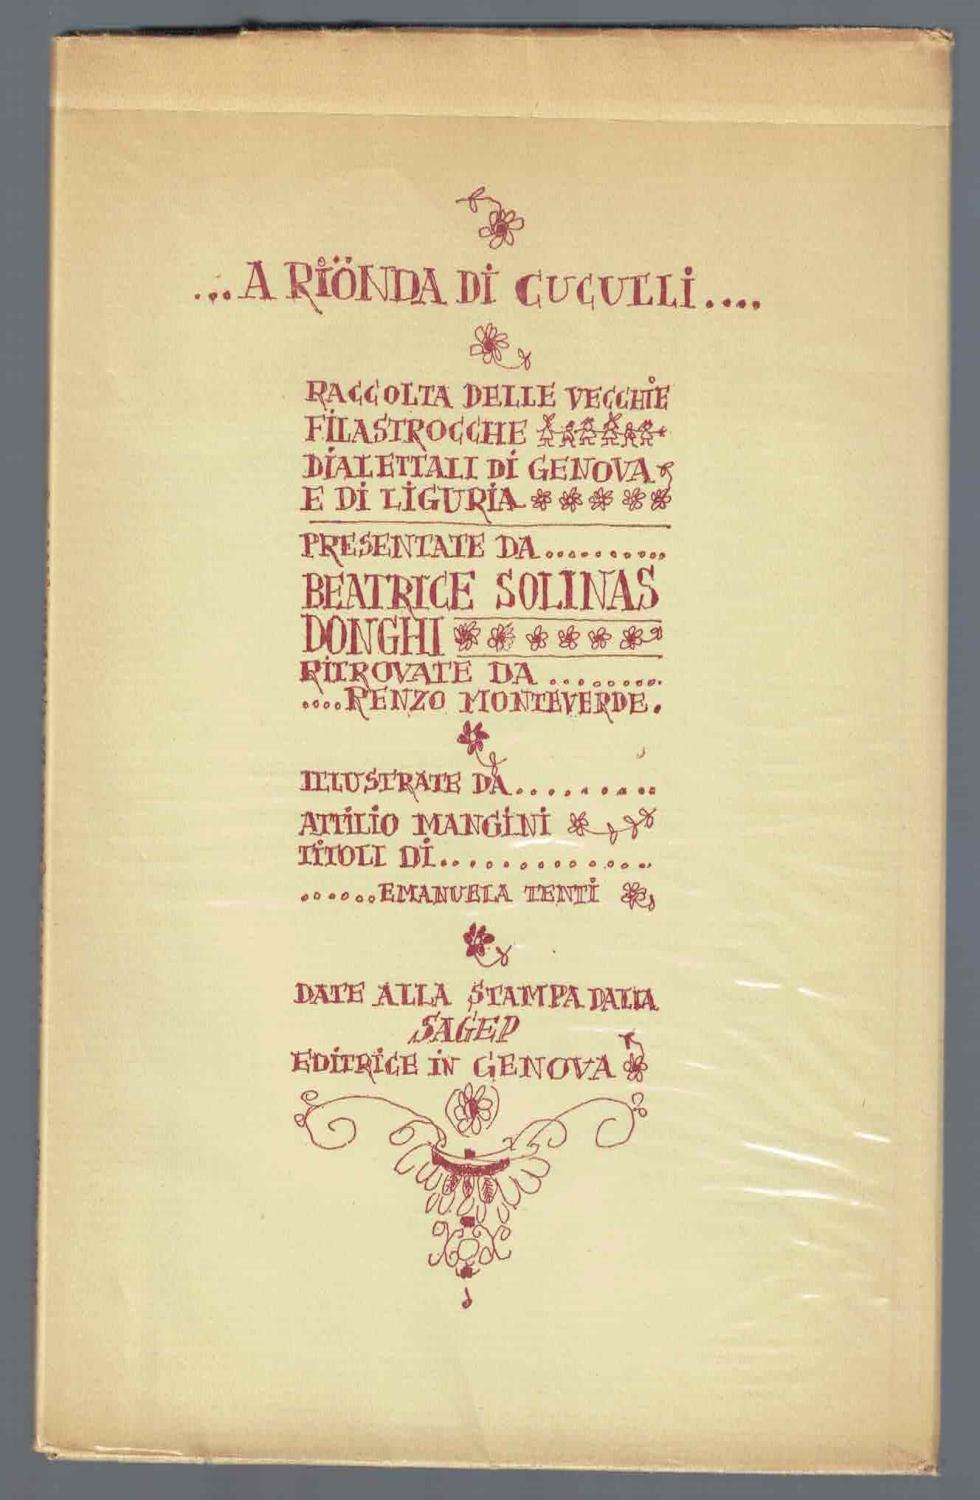 ...A RIÖNDA DI CUCULLI....
RACCOLTA DELLE VECCHIE
FILASTROCCHE
DIALETTALI DI GENOVA
E DI LIGURIA
PRESENTATE DA..........
BEATRICE SOLINAS
DONGHI
RITROVATE DA .........
....RENZO MONTEVERDE.
ILLUSTRATE DA.........
ATTILIO MANGINI
TITOLI DI..............
......EMANUELA TENTI
DATE ALLA STAMPA DALLA
SAGEP
EDITRICE IN GENOVA